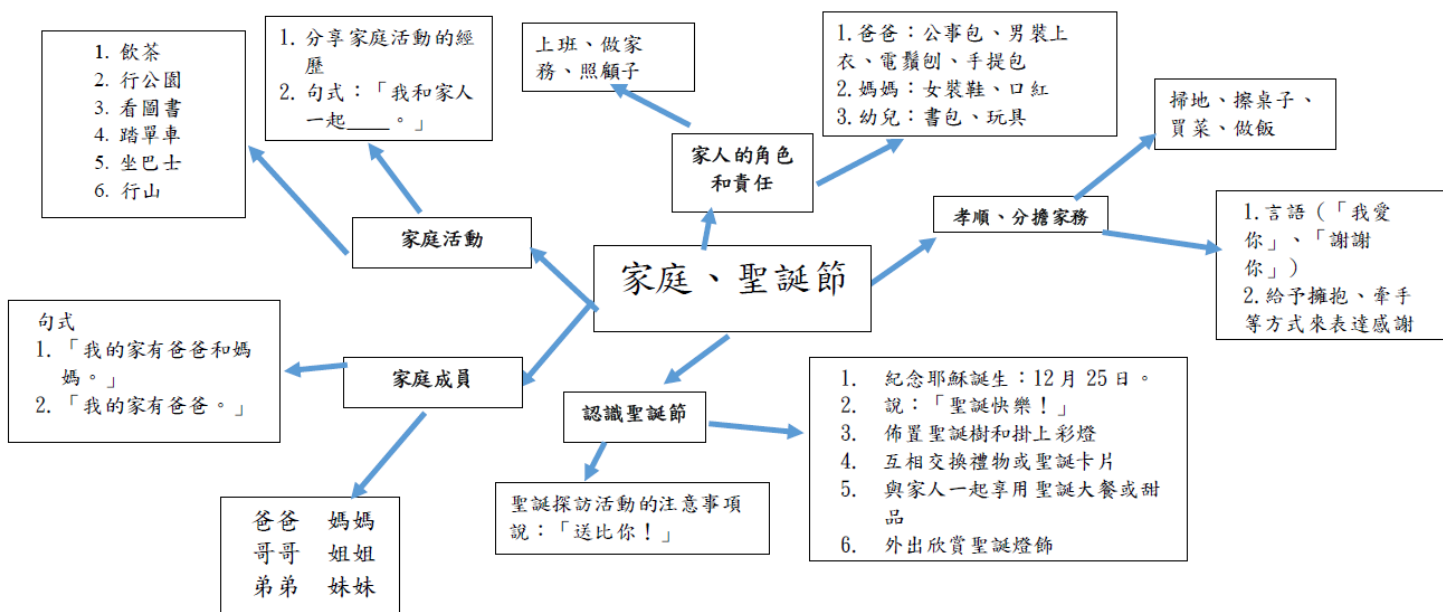 家庭、聖誕節
家庭活動
1. 飲茶
2. 行公園
3. 看圖書
4. 踏單車
5. 坐巴士
6. 行山
1. 分享家庭活動的經
歷
2. 句式：「我和家人
一起____。」
家人的角色
和責任
上班、做家
務、照顧子
1.爸爸：公事包、男裝上
衣、電鬚刨、手提包
2.媽媽：女裝鞋、口紅
3.幼兒：書包、玩具
孝順、分擔家務
掃地、擦桌子、
買菜、做飯
1.言語（「我愛
你」、「謝謝
你」）
2.給予擁抱、牽手
等方式來表達感謝
家庭成員
句式
1. 「我的家有爸爸和媽
媽。」
2. 「我的家有爸爸。」
爸爸 媽媽
哥哥 姐姐
弟弟 妹妹
認識聖誕節
聖誕探訪活動的注意事項
說：「送比你！」
1. 紀念耶穌誕生：12月25日。
2. 說：「聖誕快樂！」
3. 佈置聖誕樹和掛上彩燈
4. 互相交換禮物或聖誕卡片
5. 與家人一起享用聖誕大餐或甜
品
6. 外出欣賞聖誕燈飾